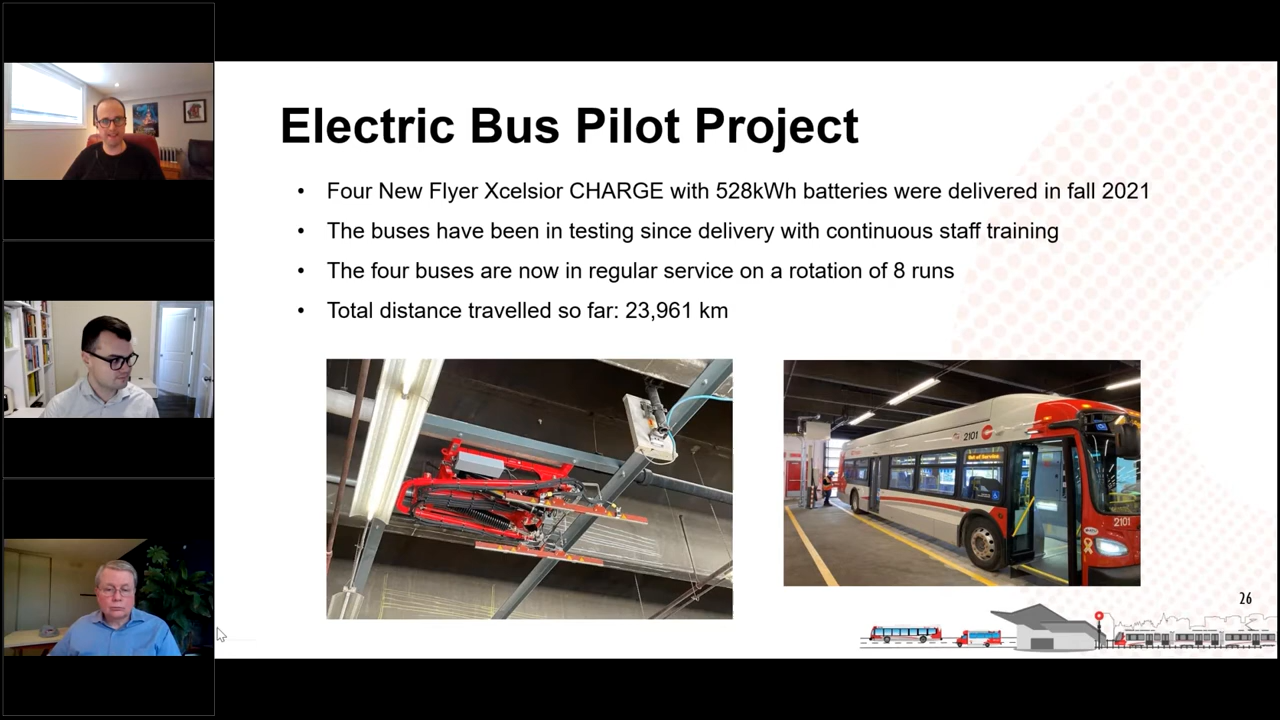 Electric Bus Pilot Project
• Four New Flyer Xcelsior CHARGE with 528kWh batteries were delivered in fall 2021
• The buses have been in testing since delivery with continuous staff training
• The four buses are now in regular service on a rotation of 8 runs
• Total distance travelled so far: 23,961 km
2101
Out of Service
2101
26